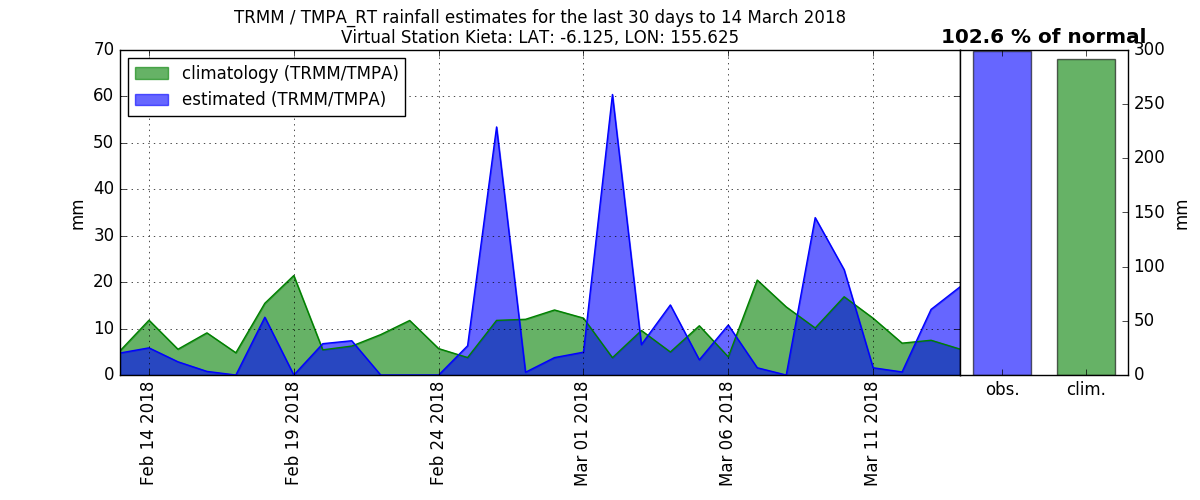 TRMM / TMPA_RT rainfall estimates for the last 30 days to 14 March 2018
Virtual Station Kieta: LAT: -6.125, LON: 155.625
102.6 % of normal
climatology (TRMM/TMPA)
estimated (TRMM/TMPA)
70
60
50
40
30
20
10
0
mm
300
250
200
150
100
50
0
mm
Feb 14 2018
Feb 19 2018
Feb 24 2018
Mar 01 2018
Mar 06 2018
Mar 11 2018
obs.
clim.